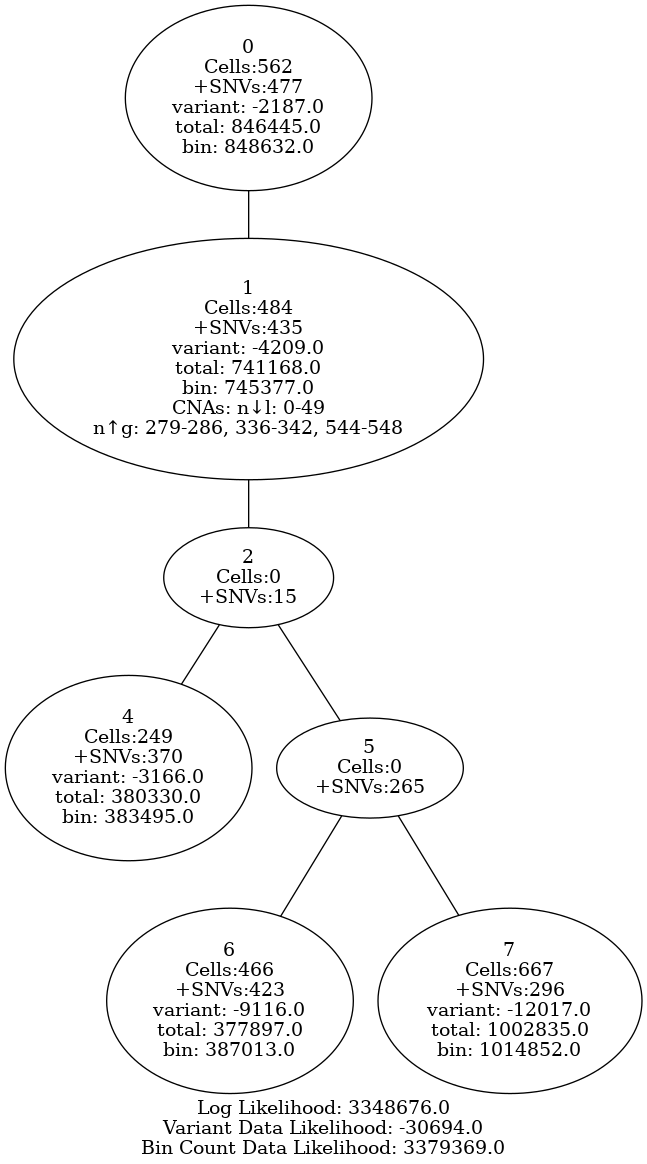 0
Cells:562
+SNVs:477
variant: -2187.0
total: 846445.0
bin: 848632.0
1
Cells:484
+SNVs:435
variant: -4209.0
total: 741168.0
bin: 745377.0
CNAs: n↓l: 0-49
n↑g: 279-286, 336-342, 544-548
2
Cells:0
+SNVs:15
4
Cells:249
+SNVs:370
variant: -3166.0
total: 380330.0
bin: 383495.0
5
Cells:0
+SNVs:265
6
Cells:466
+SNVs:423
variant: -9116.0
total: 377897.0
bin: 387013.0
7
Cells:667
+SNVs:296
variant: -12017.0
total: 1002835.0
bin: 1014852.0
Log Likelihood: 3348676.0
Variant Data Likelihood: -30694.0
Bin Count Data Likelihood: 3379369.0